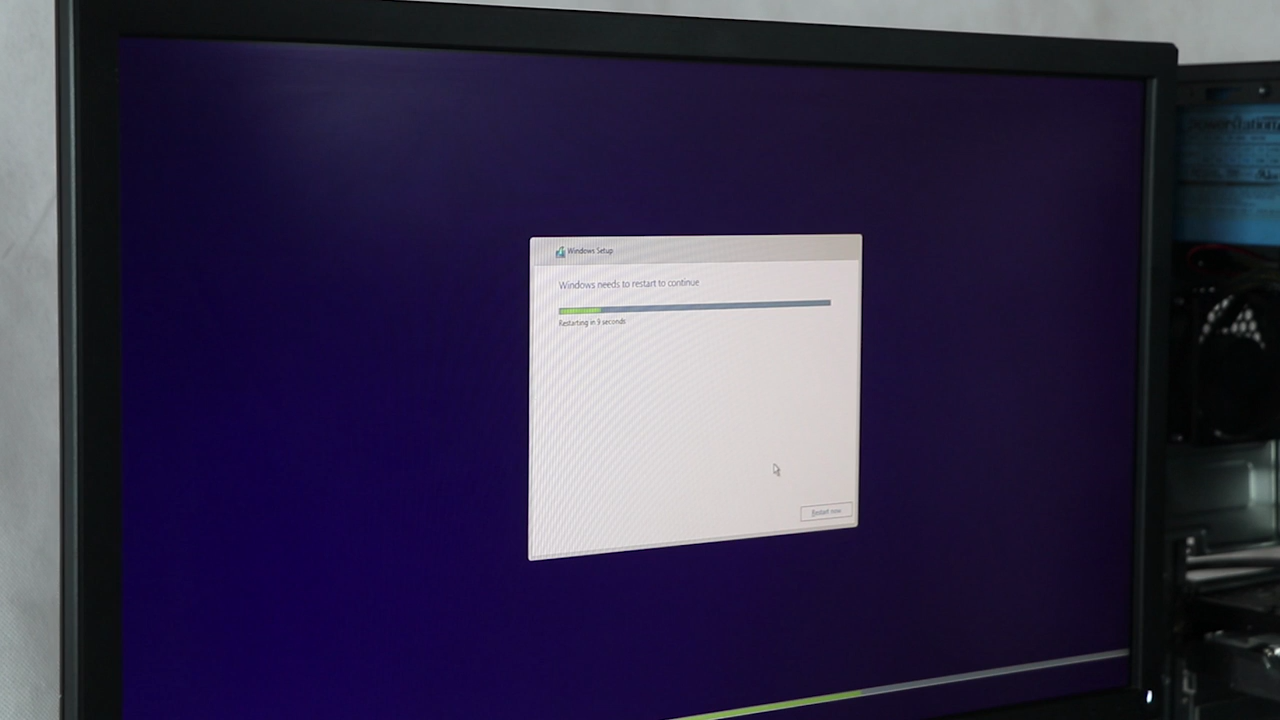 Windows Setup
Windows needs to restart to continue
Restarting in 9 seconds
Restart now